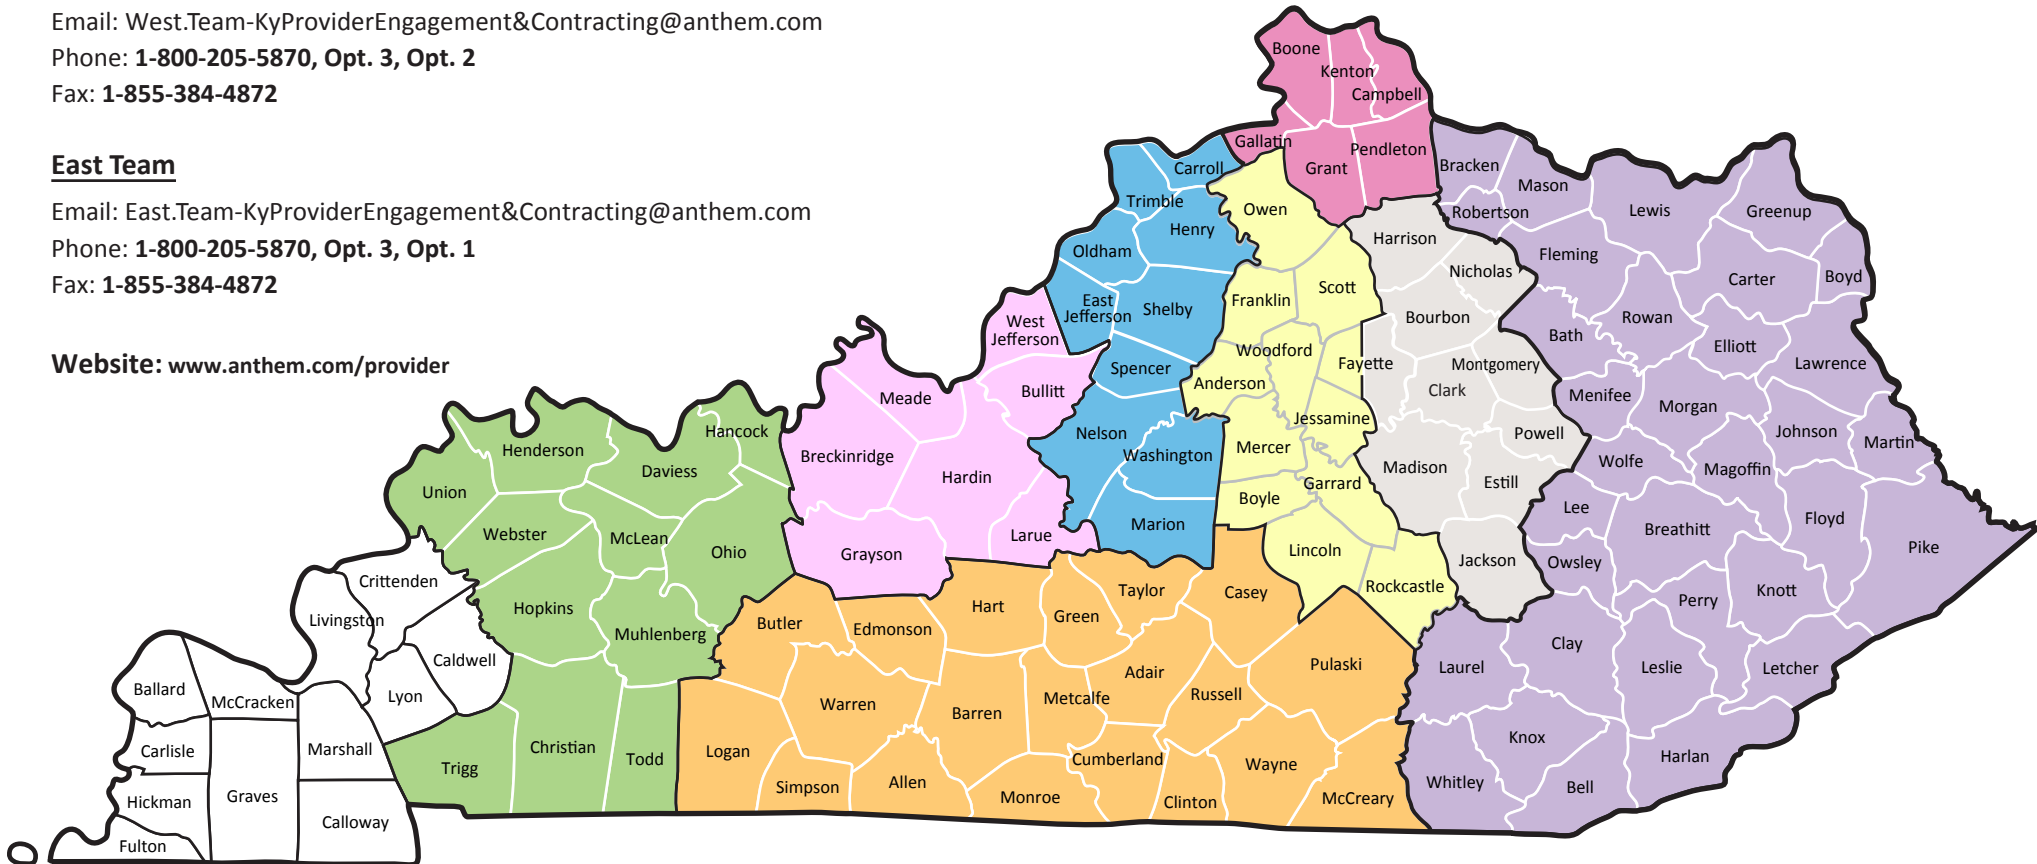 Email: West.Team-KyProviderEngagement&Contracting@anthem.com
Phone: 1-800-205-5870, Opt. 3, Opt. 2
Fax: 1-855-384-4872
East Team
Email: East.Team-KyProviderEngagement&Contracting@anthem.com
Phone: 1-800-205-5870, Opt. 3, Opt. 1
Fax: 1-855-384-4872
Website: www.anthem.com/provider
Boone
Kenton
Campbell
Gallatin
Grant
Pendleton
Carroll
Trimble
Henry
Oldham
East
Jefferson
Shelby
Spencer
Nelson
Washington
Marion
Owen
Franklin
Scott
Woodford
Fayette
Anderson
Jessamine
Mercer
Garrard
Boyle
Lincoln
Rockcastle
Harrison
Nicholas
Bourbon
Montgomery
Clark
Powell
Madison
Estill
Jackson
Bracken
Mason
Robertson
Lewis
Greenup
Fleming
Carter
Boyd
Rowan
Bath
Elliott
Lawrence
Menifee
Morgan
Johnson
Martin
Wolfe
Magoffin
Lee
Breathitt
Floyd
Pike
Owsley
Knott
Perry
Clay
Leslie
Letcher
Laurel
Knox
Harlan
Whitley
Bell
West
Jefferson
Bullitt
Meade
Breckinridge
Hardin
Larue
Grayson
Hancock
Henderson
Daviess
Union
Webster
McLean
Ohio
Hopkins
Muhlenberg
Christian
Todd
Trigg
Butler
Edmonson
Hart
Green
Taylor
Casey
Pulaski
Adair
Russell
Metcalfe
Barren
Warren
Logan
Simpson
Allen
Monroe
Cumberland
Clinton
Wayne
McCreary
Crittenden
Livingston
Caldwell
Lyon
Ballard
McCracken
Carlisle
Marshall
Graves
Hickman
Calloway
Fulton